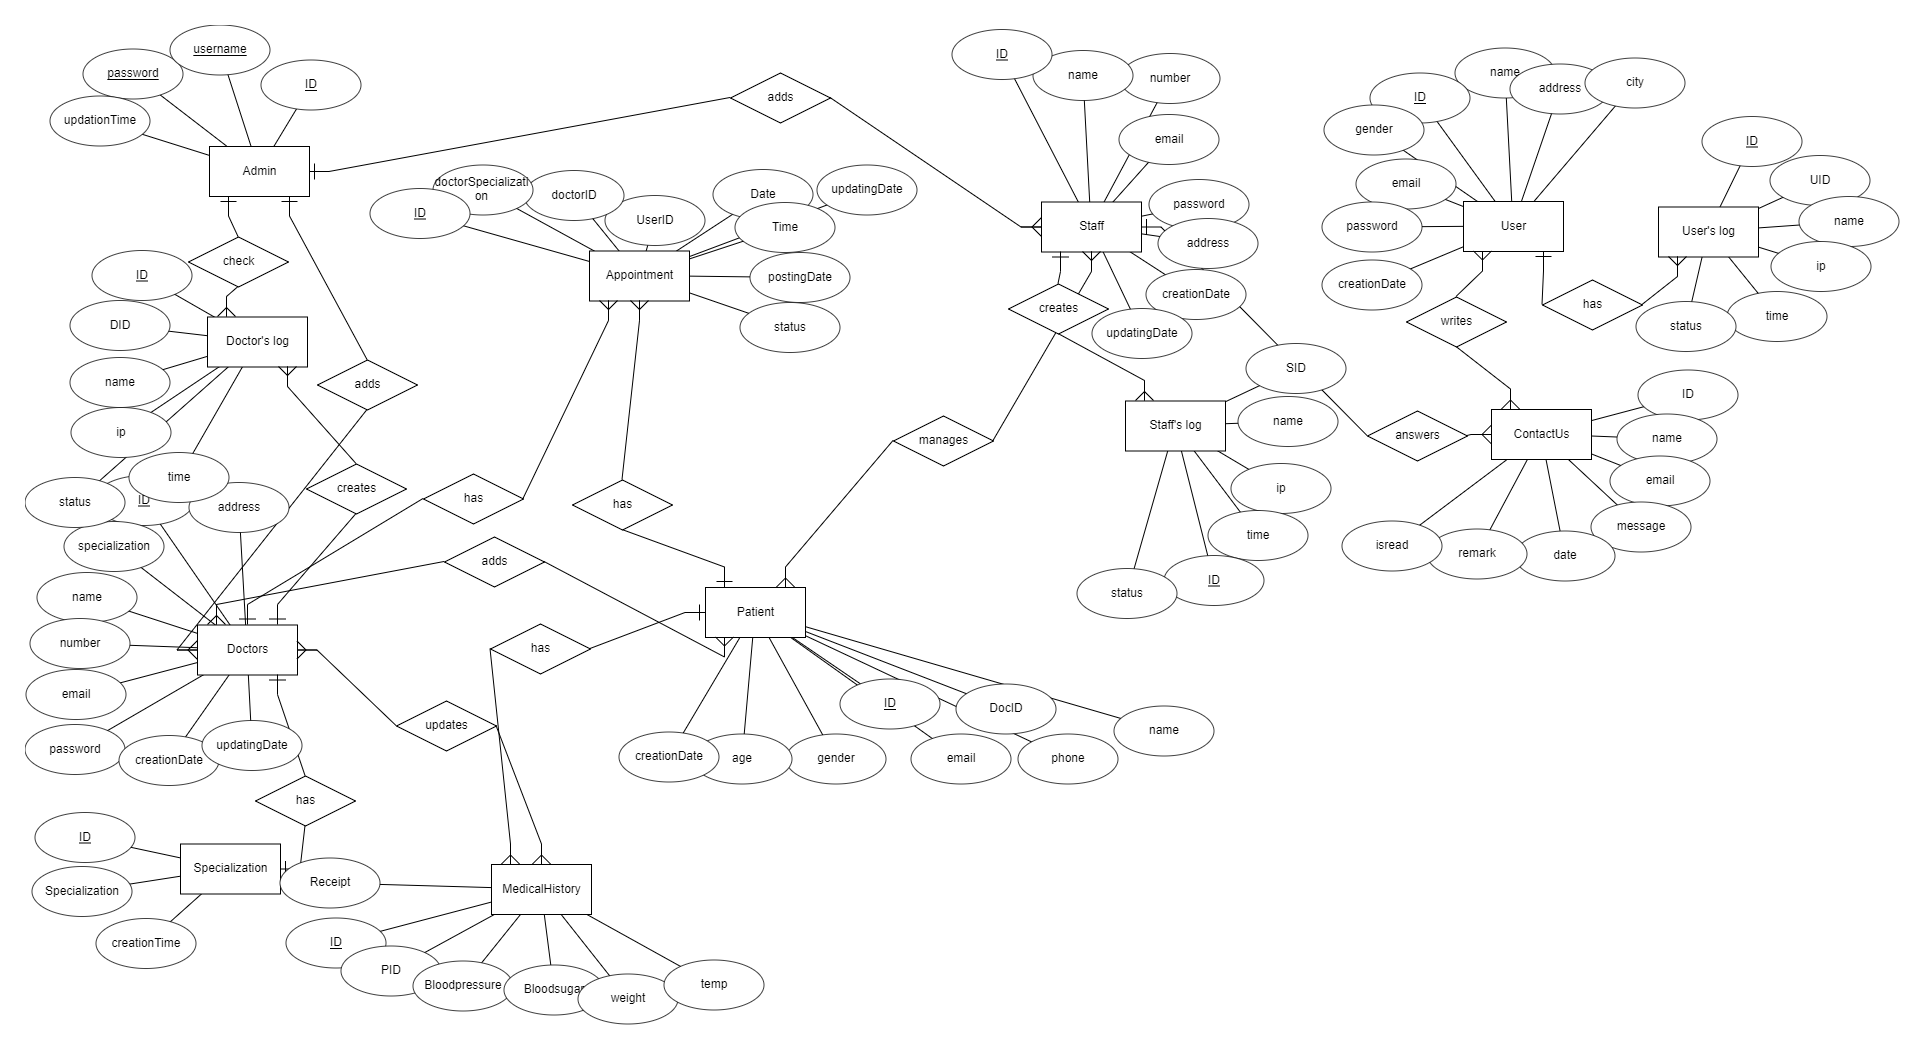 username
password
ID
updationTime
Admin
adds
check
ID
DID
Doctor's log
name
adds
ip
time
status
ID
creates
address
specialization
name
number
Doctors
email
password
creationDate
updatingDate
has
ID
Specialization
Specialization
creationTime
doctorSpecializati
on
ID
doctorID
UserID
Date
updatingDate
Time
Appointment
postingDate
status
has
has
adds
manages
Patient
has
updates
ID
DocID
name
creationDate
age
gender
email
phone
Receipt
MedicalHistory
ID
PID
Bloodpressure
Bloodsugar
weight
temp
ID
name
number
email
password
Staff
address
creationDate
creates
updatingDate
SID
Staff's log
name
ip
time
status
ID
answers
name
address
city
ID
gender
email
password
User
creationDate
writes
has
ID
UID
name
User's log
ip
time
status
ID
ContactUs
name
email
message
isread
remark
date